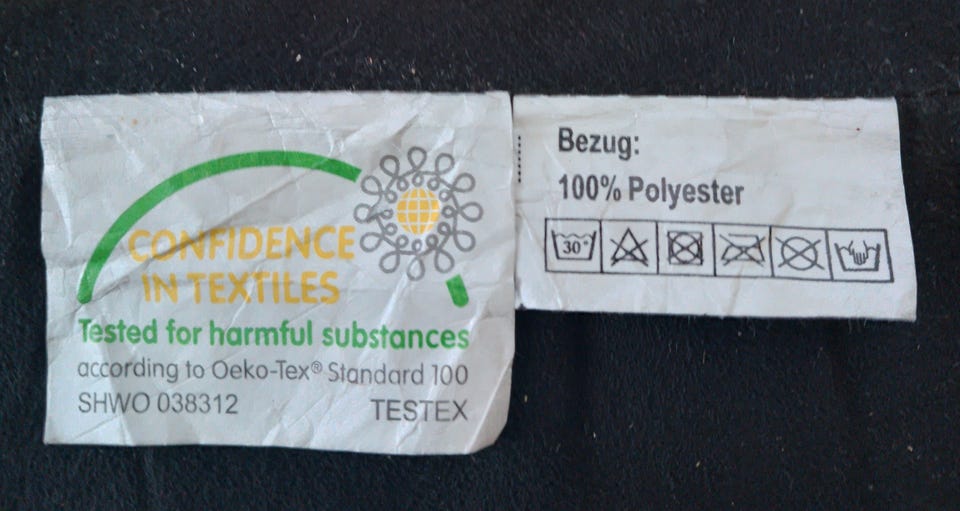 CONFIDENCE
IN TEXTILES
Tested for harmful substances
according to Oeko-Tex® Standard 100
SHWO 038312 TESTEX
Bezug:
100% Polyester
30°